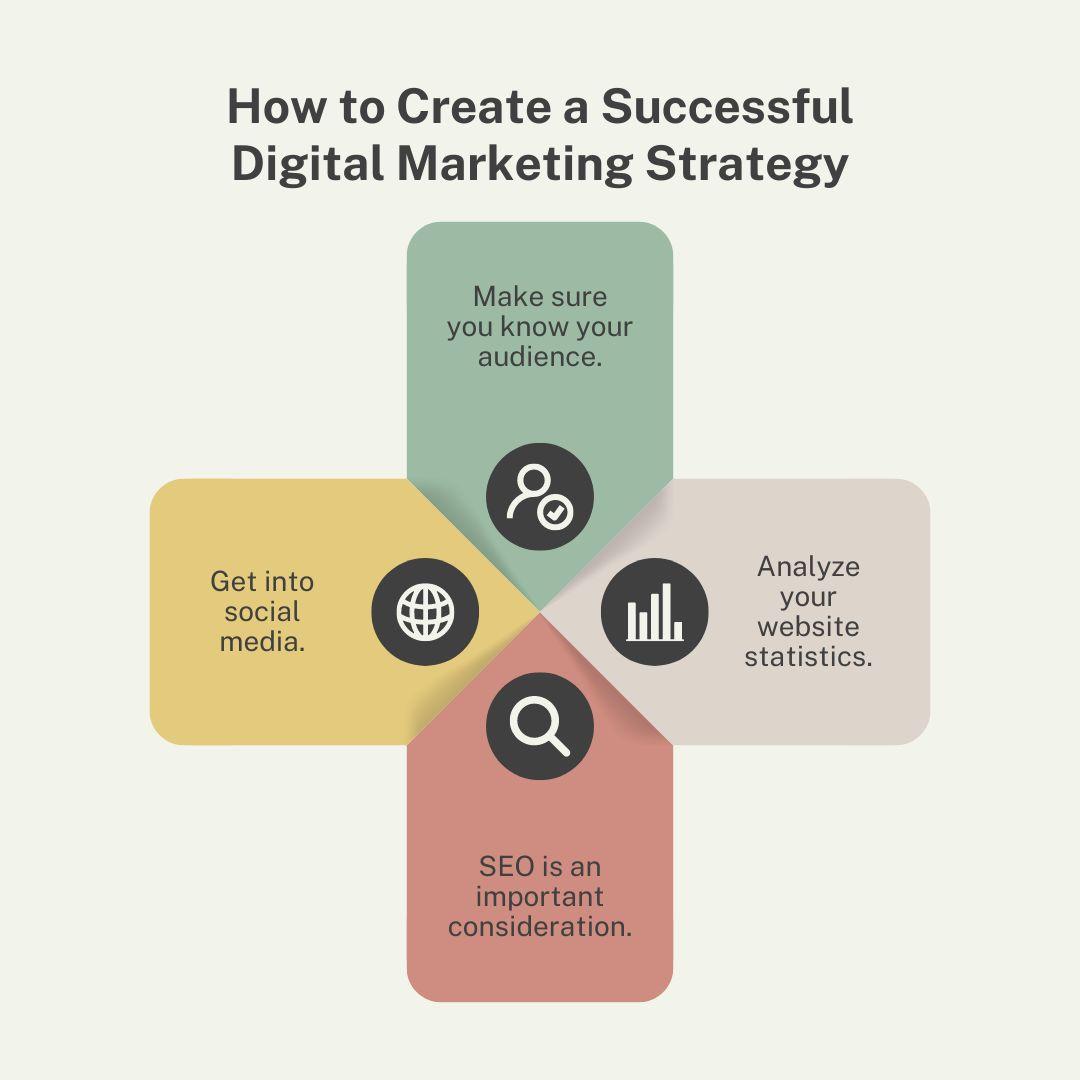 How to Create a Successful
Digital Marketing Strategy
Make sure
you know your
audience.
Get into
social
media.
Analyze
your
website
statistics.
SEO is an
important
consideration.